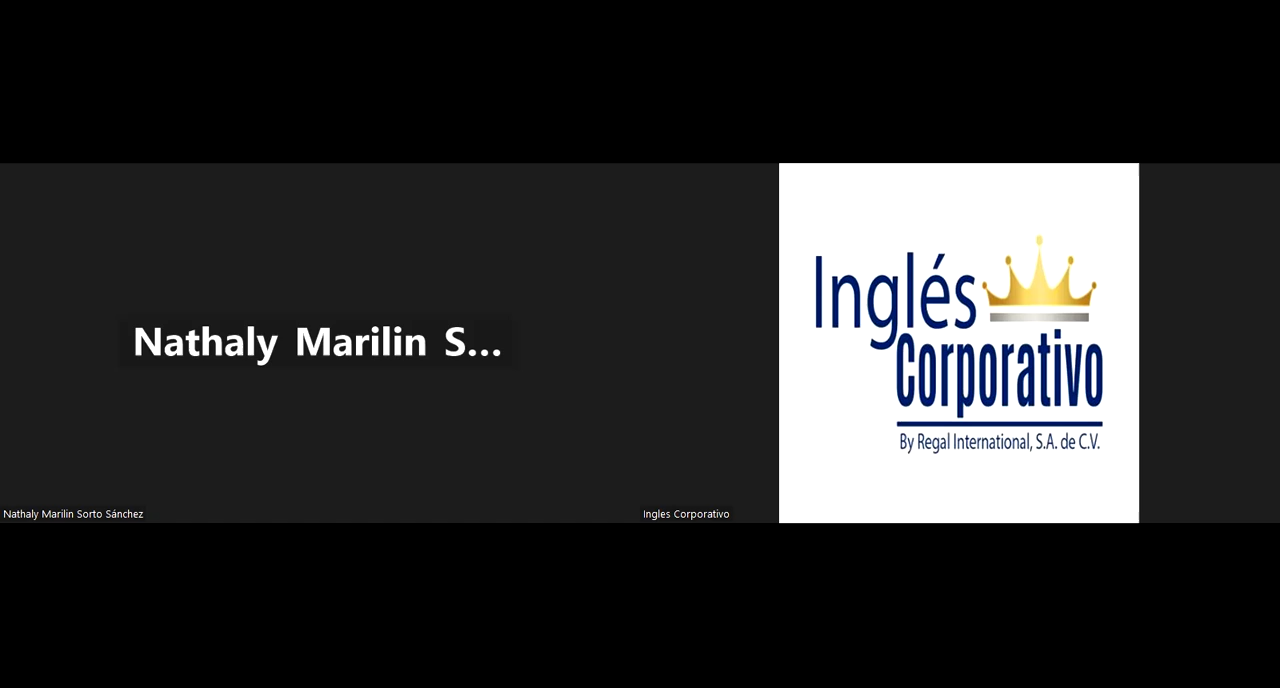 Nathaly Marilin S...
Nathaly Marilin Sorto Sánchez
Inglés
Corporativo
By Regal International, S.A. de C.V.
Ingles Corporativo